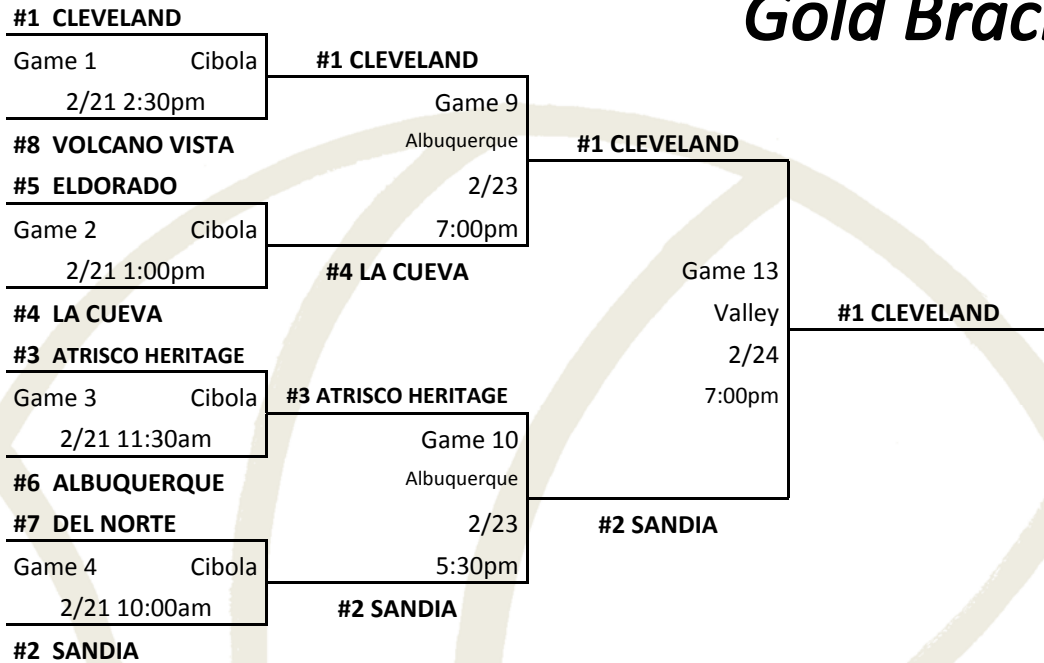 Gold Brac
#1 CLEVELAND
Game 1 Cibola
2/21 2:30pm
#8 VOLCANO VISTA
#5 ELDORADO
Game 2 Cibola
2/21 1:00pm
#4 LA CUEVA
#3 ATRISCO HERITAGE
Game 3 Cibola
2/21 11:30am
#6 ALBUQUERQUE
#7 DEL NORTE
Game 4 Cibola
2/21 10:00am
#2 SANDIA
#1 CLEVELAND
Game 9
Albuquerque
2/23
7:00pm
#4 LA CUEVA
#3 ATRISCO HERITAGE
Game 10
Albuquerque
2/23
5:30pm
#2 SANDIA
#1 CLEVELAND
Game 13
Valley
2/24
7:00pm
#2 SANDIA
#1 CLEVELAND